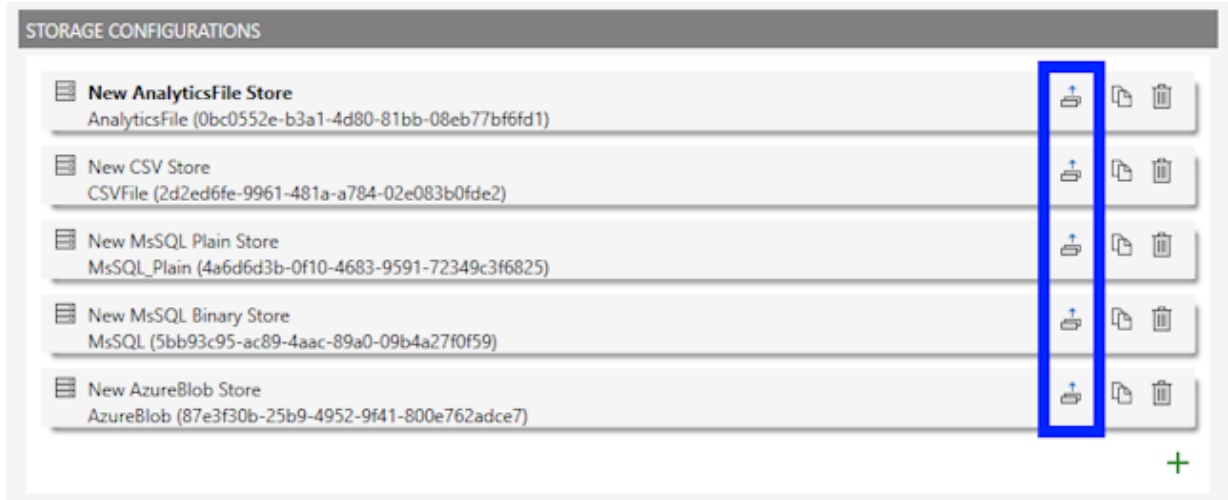 STORAGE CONFIGURATIONS
New AnalyticsFile Store
AnalyticsFile (0bc0552e-b3a1-4d80-81bb-08eb77bf6fd1)
New CSV Store
CSVFile (2d2ed6fe-9961-481a-a784-02e083b0fde2)
New MsSQL Plain Store
MsSQL_Plain (4a6d6d3b-0f10-4683-9591-72349c3f6825)
New MsSQL Binary Store
MsSQL (5bb93c95-ac89-4aac-89a0-09b4a27f0f59)
New AzureBlob Store
AzureBlob (87e3f30b-25b9-4952-9f41-800e762adce7)